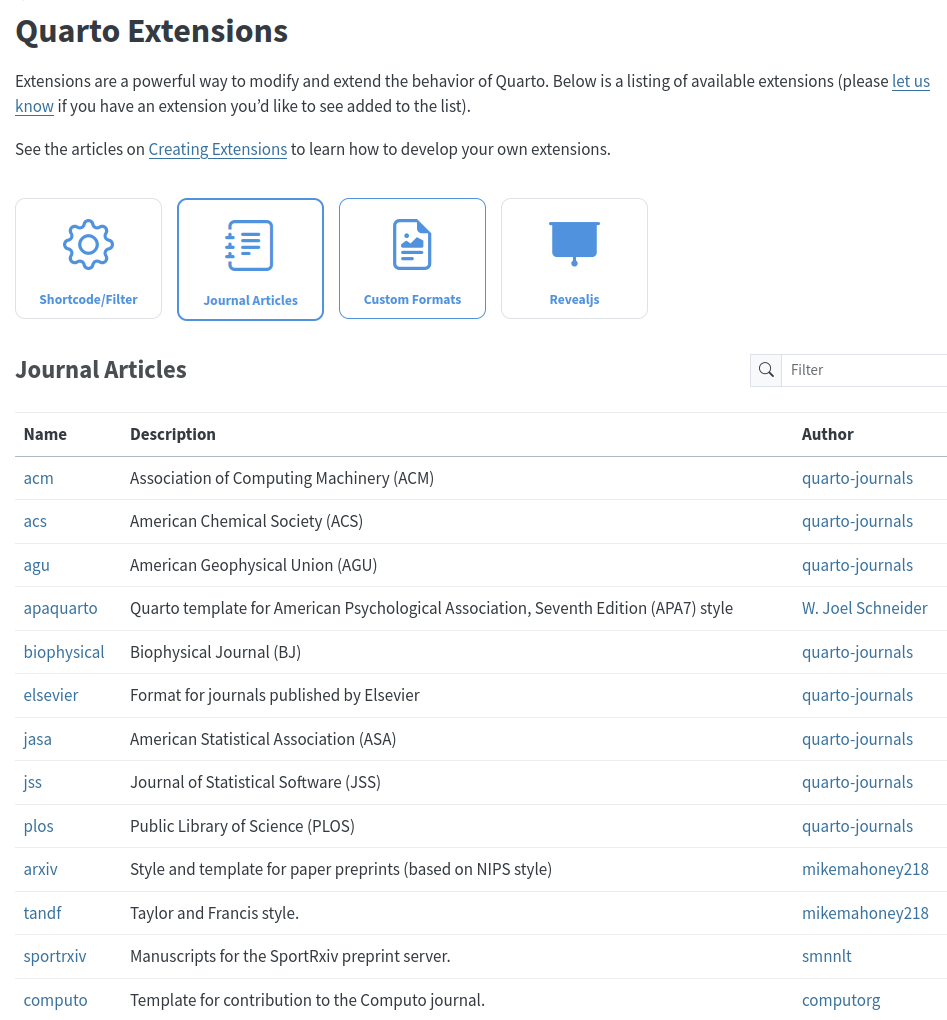 Quarto Extensions
Extensions are a powerful way to modify and extend the behavior of Quarto. Below is a listing of available extensions (please let us
know if you have an extension you’d like to see added to the list).
See the articles on Creating Extensions to learn how to develop your own extensions.
Shortcode/Filter Journal Articles Custom Formats Revealjs
Journal Articles Filter
Name Description Author
acm Association of Computing Machinery (ACM) quarto-journals
acs American Chemical Society (ACS) quarto-journals
agu American Geophysical Union (AGU) quarto-journals
apaquarto Quarto template for American Psychological Association, Seventh Edition (APA7) style W. Joel Schneider
biophysical Biophysical Journal (BJ) quarto-journals
elsevier Format for journals published by Elsevier quarto-journals
jasa American Statistical Association (ASA) quarto-journals
jss Journal of Statistical Software (JSS) quarto-journals
plos Public Library of Science (PLOS) quarto-journals
arxiv Style and template for paper preprints (based on NIPS style) mikemahoney218
tandf Taylor and Francis style. mikemahoney218
sportrxiv Manuscripts for the SportRxiv preprint server. smnnlt
computo Template for contribution to the Computo journal. computorg